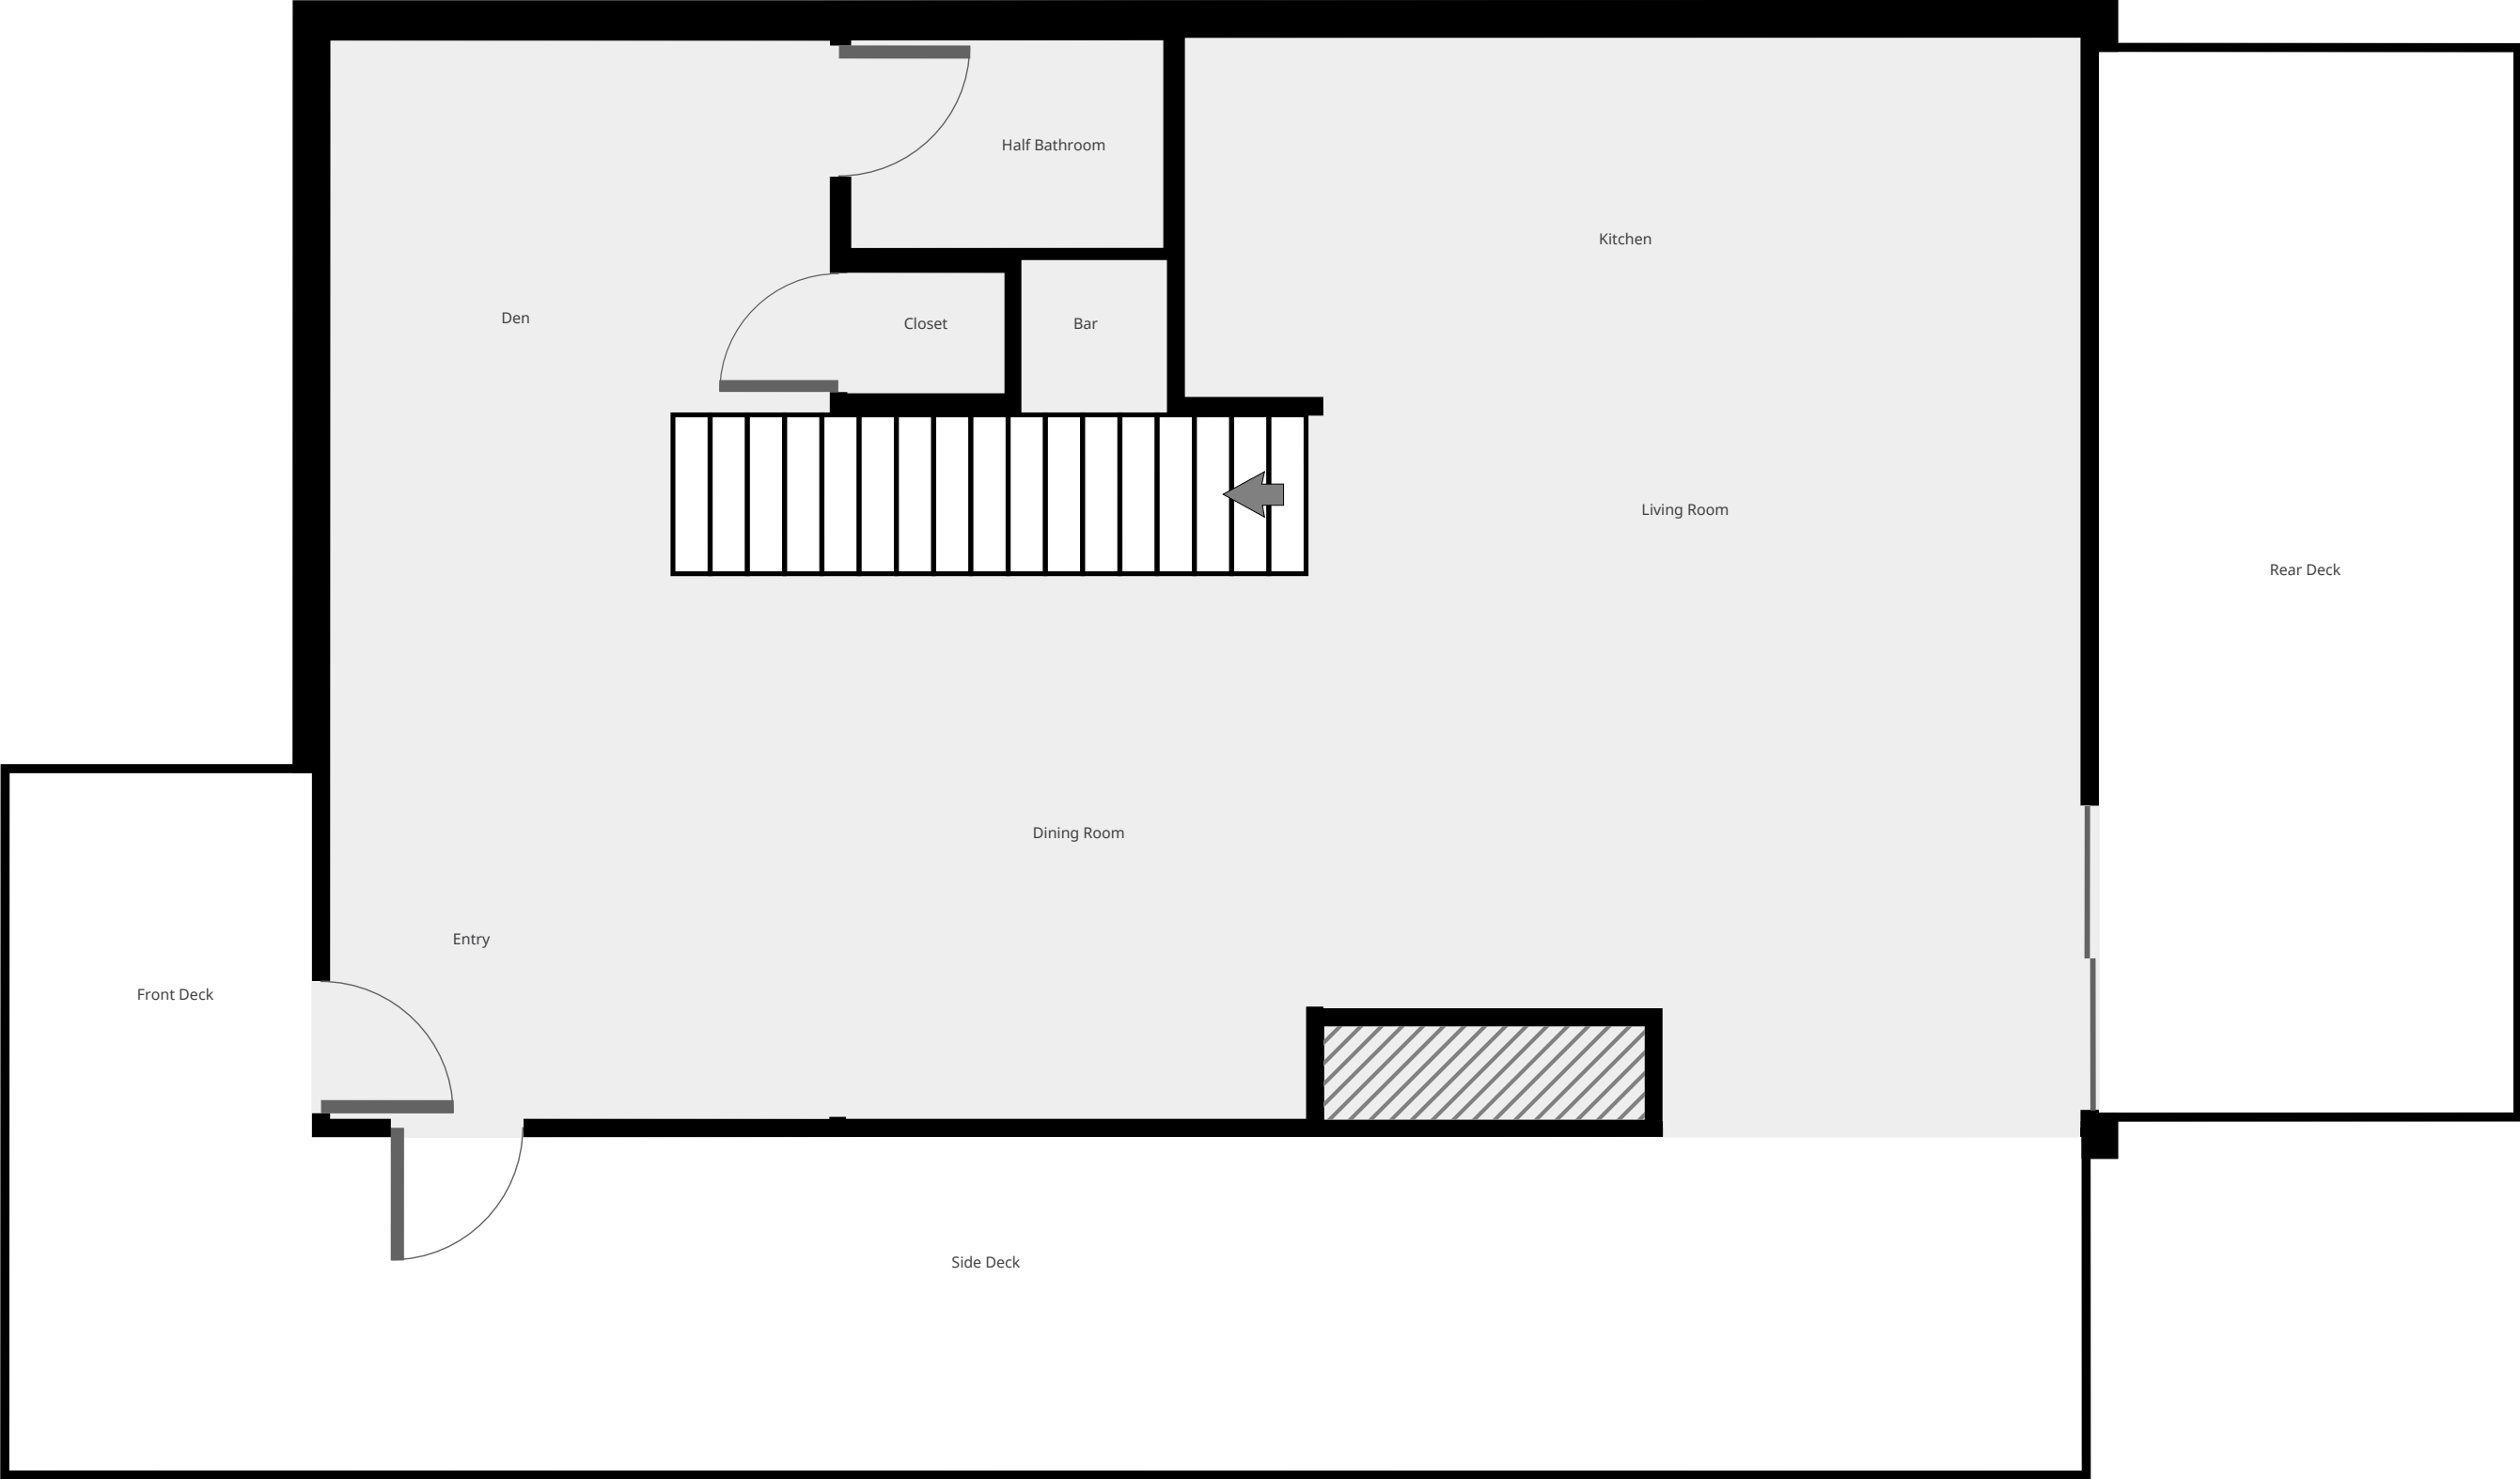 Half Bathroom
Kitchen
Den
Closet
Bar
Living Room
Rear Deck
Dining Room
Entry
Front Deck
Side Deck